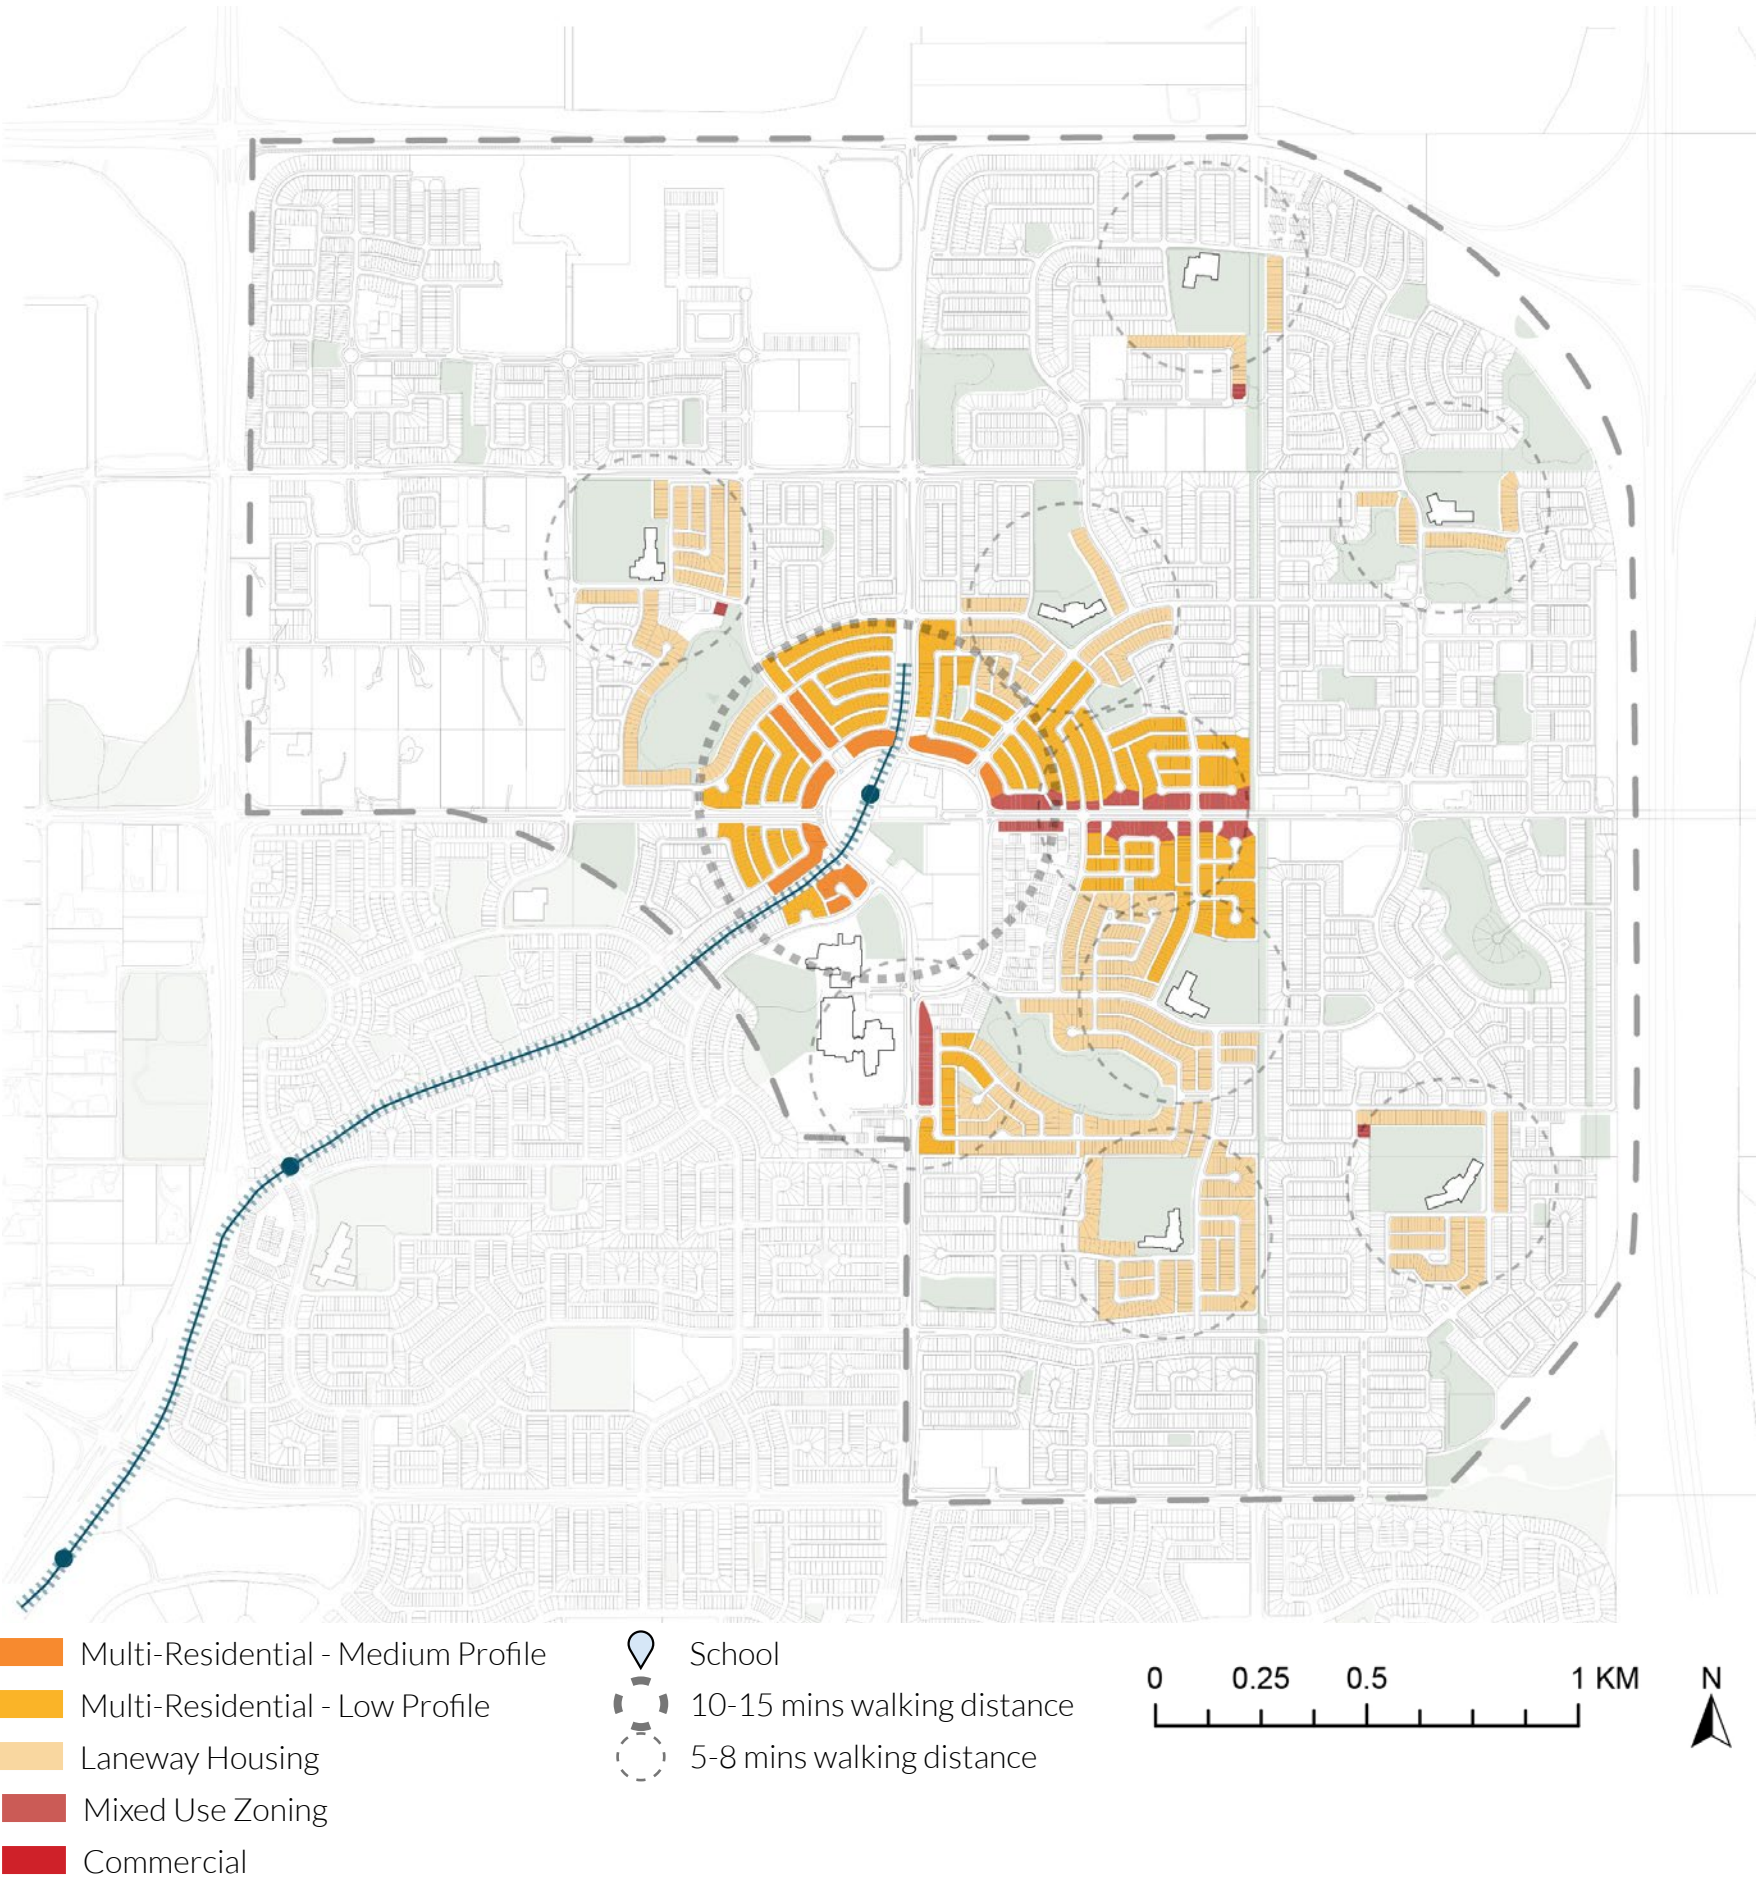 Multi-Residential - Medium Profile
Multi-Residential - Low Profile
Laneway Housing
Mixed Use Zoning
Commercial
School
10-15 mins walking distance
5-8 mins walking distance
0 0.25 0.5 1 KM
N